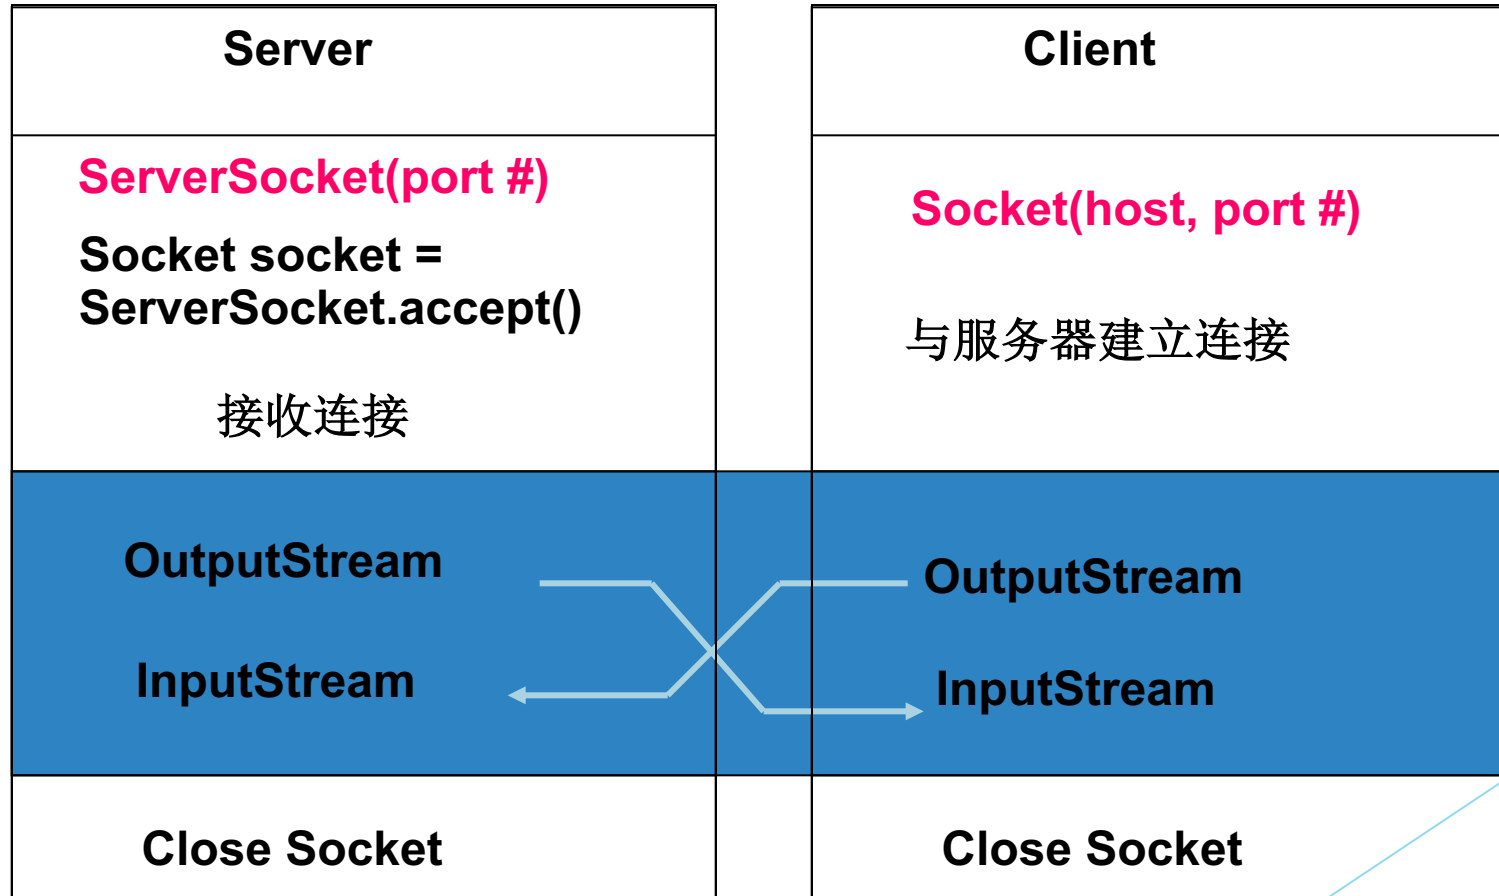 Server
ServerSocket(port #)
Socket socket =
ServerSocket.accept()
接收连接
OutputStream
InputStream
Close Socket
Client
Socket(host, port #)
与服务器建立连接
OutputStream
InputStream
Close Socket